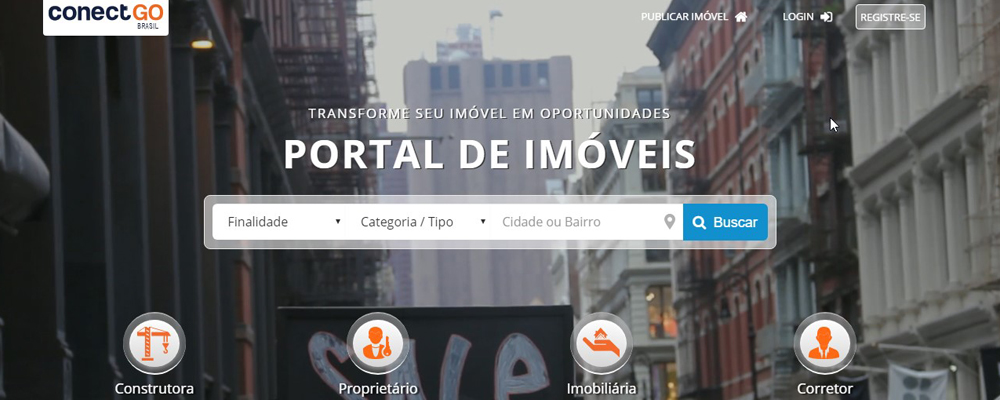 conectGO
BRASIL
PUBLICAR IMÓVEL
LOGIN
REGISTRE-SE
TRANSFORME SEU IMÓVEL EM OPORTUNIDADES
PORTAL DE IMÓVEIS
Finalidade
Categoria / Tipo
Cidade ou Bairro
Buscar
SALE
Construtora
Proprietário
Imobiliária
Corretor